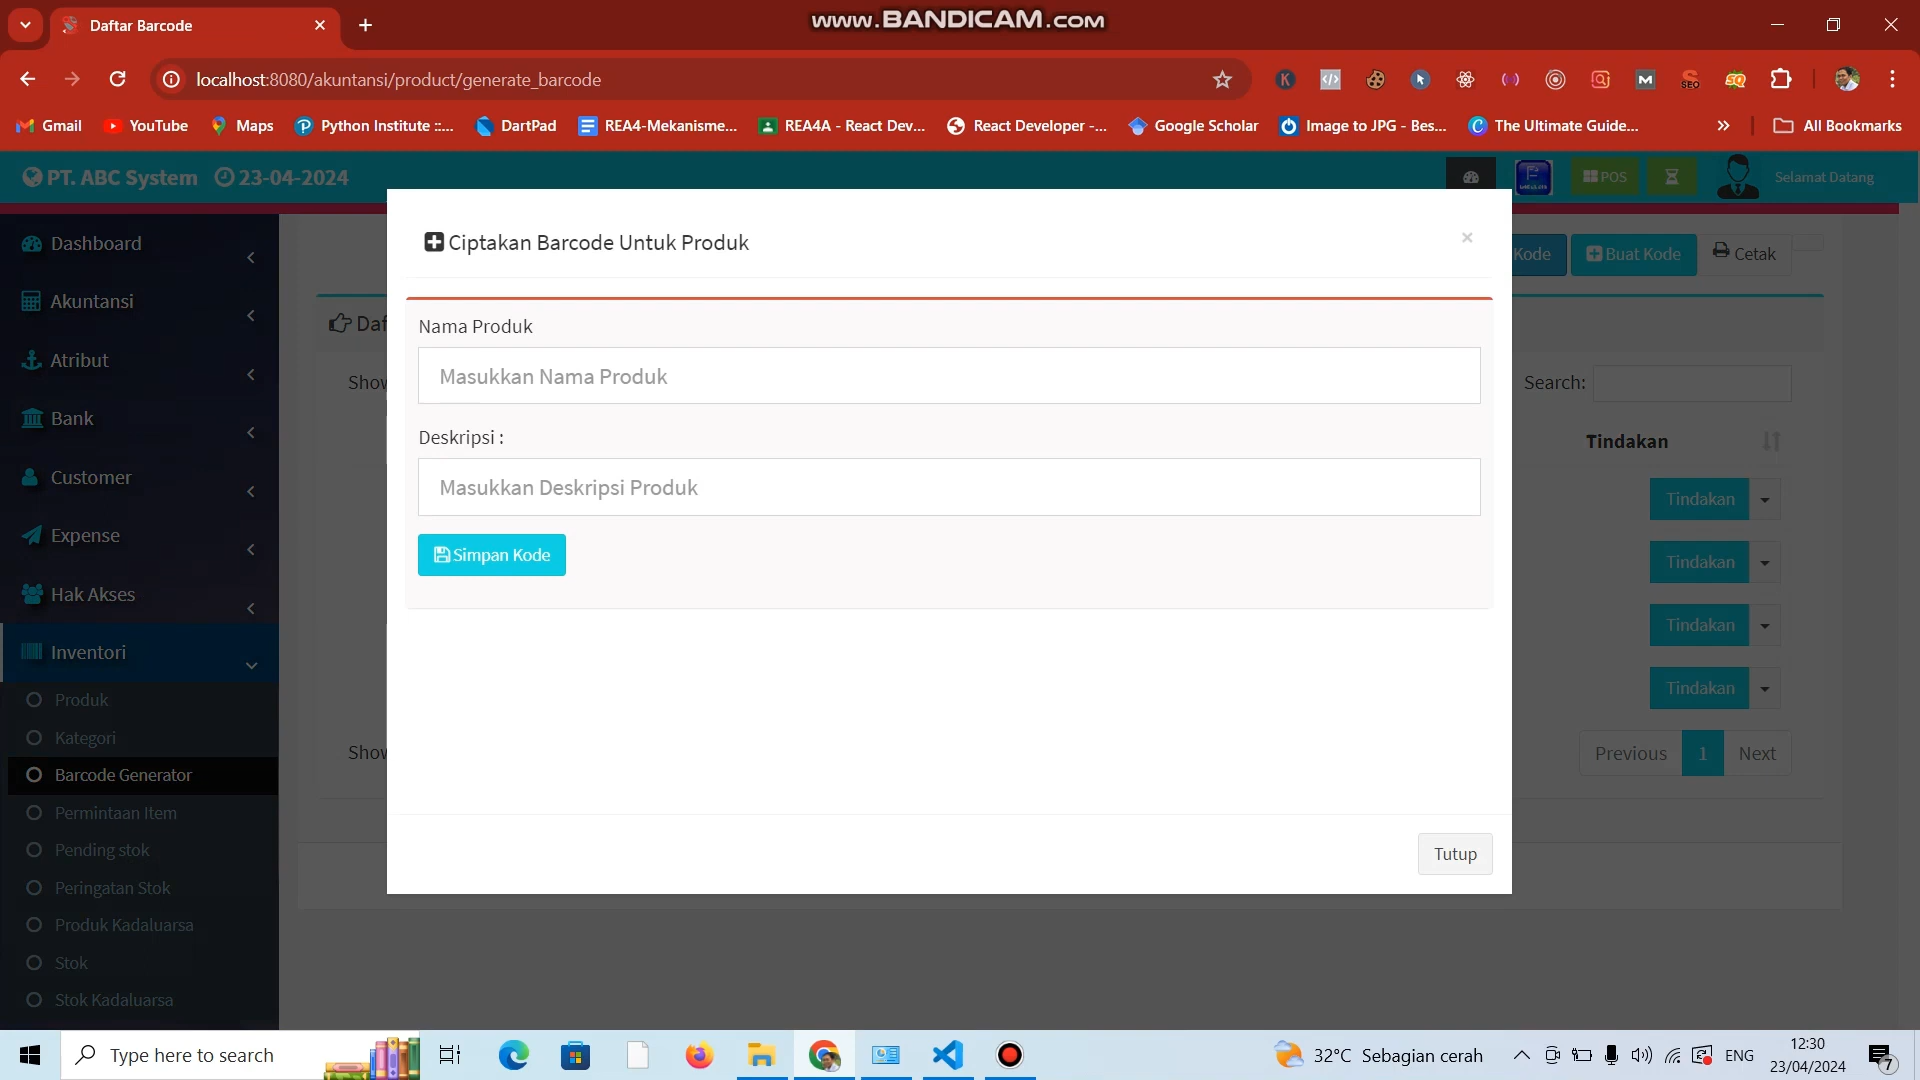 Daftar Barcode
www.BANDICAM.com
localhost:8080/akuntansi/product/generate_barcode
Gmail YouTube Maps Python Institute ::... DartPad REA4-Mekanisme... REA4A - React Dev... React Developer -... Google Scholar Image to JPG - Bes... The Ultimate Guide... All Bookmarks
PT. ABC System 23-04-2024 POS Selamat Datang
Ciptakan Barcode Untuk Produk ×
Kode Buat Kode Cetak
Daf
Nama Produk
Masukkan Nama Produk
Show
Search:
Deskripsi :
Masukkan Deskripsi Produk
Simpan Kode
Tindakan
Tindakan
Tindakan
Tindakan
Tindakan
Show
Previous 1 Next
Tutup
Dashboard
Akuntansi
Atribut
Bank
Customer
Expense
Hak Akses
Inventori
Produk
Kategori
Barcode Generator
Permintaan Item
Pending stok
Peringatan Stok
Produk Kadaluarsa
Stok
Stok Kadaluarsa
Type here to search
32°C Sebagian cerah
ENG
12:30
23/04/2024
7